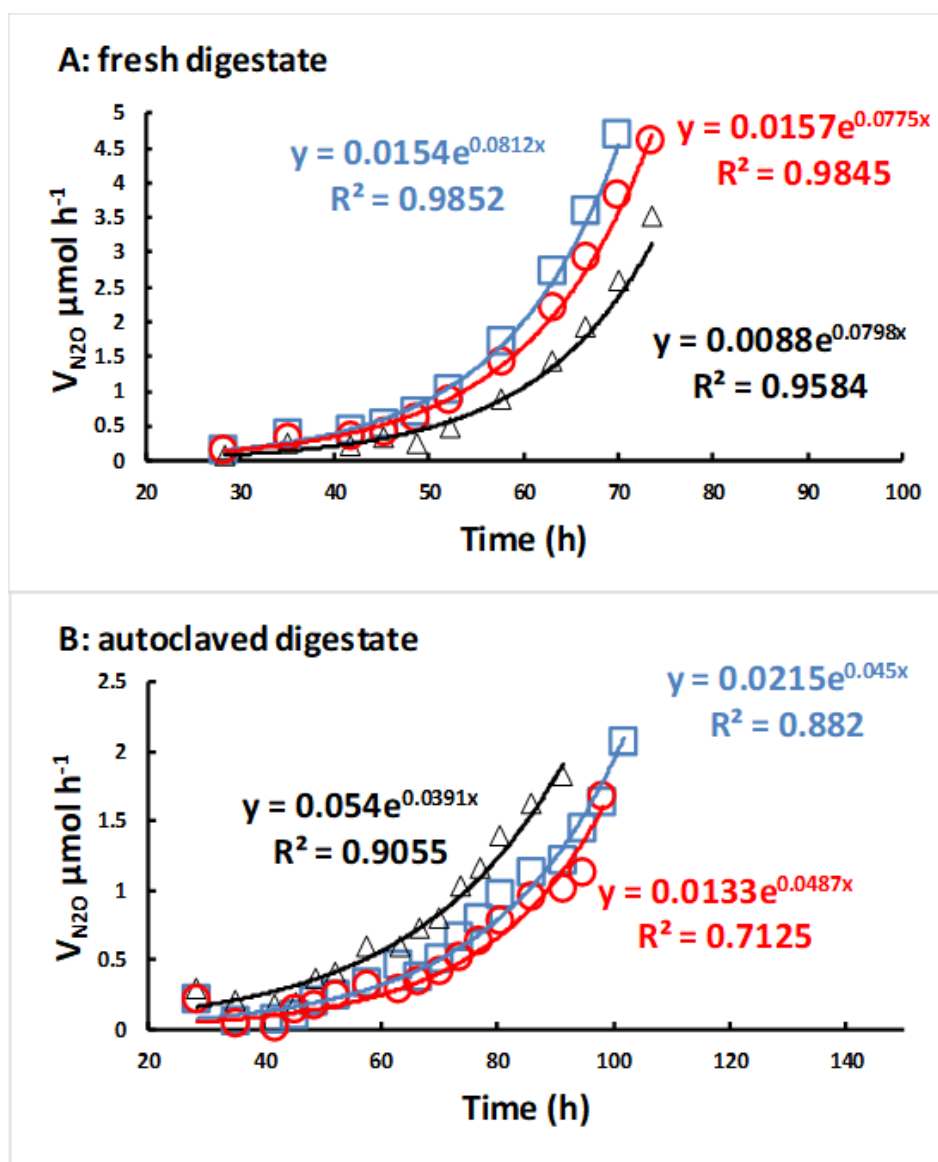 A: fresh digestate
5
4.5
4
3.5
3
2.5
2
1.5
1
0.5
0
V_N2O µmol h⁻¹
y = 0.0154e^0.0812x
R² = 0.9852
y = 0.0157e^0.0775x
R² = 0.9845
y = 0.0088e^0.0798x
R² = 0.9584
20 30 40 50 60 70 80 90 100
Time (h)
B: autoclaved digestate
2.5
2
1.5
1
0.5
0
V_N2O µmol h⁻¹
y = 0.0215e^0.045x
R² = 0.882
y = 0.054e^0.0391x
R² = 0.9055
y = 0.0133e^0.0487x
R² = 0.7125
20 40 60 80 100 120 140
Time (h)